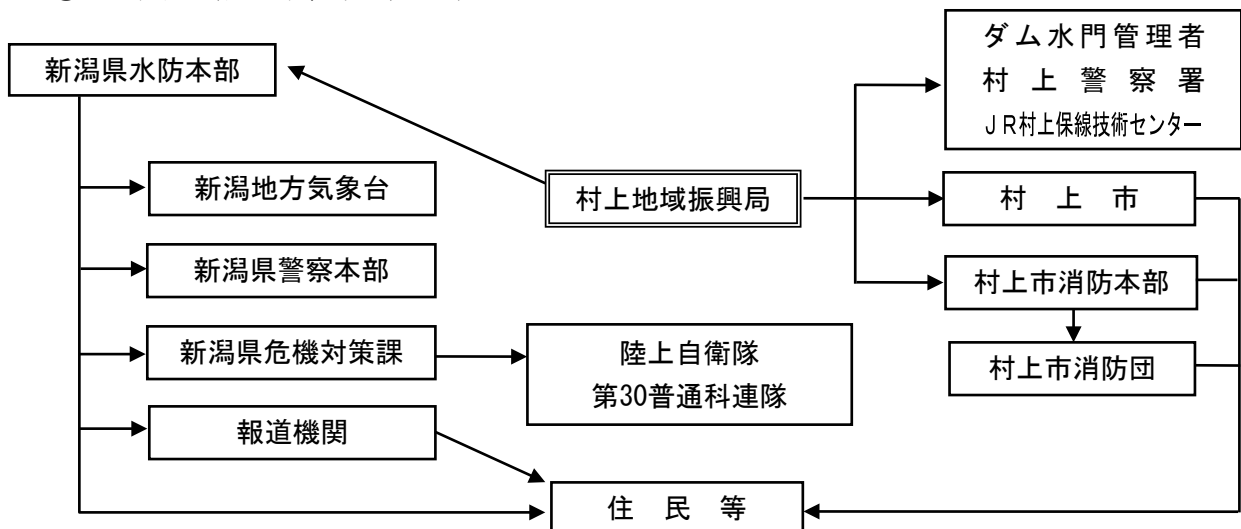 新潟県水防本部
ダム水門管理者
村上警察署
ＪＲ村上保線技術センター
新潟地方気象台
村上地域振興局
村上市
新潟県警察本部
村上市消防本部
新潟県危機対策課
陸上自衛隊
第30普通科連隊
村上市消防団
報道機関
住民等